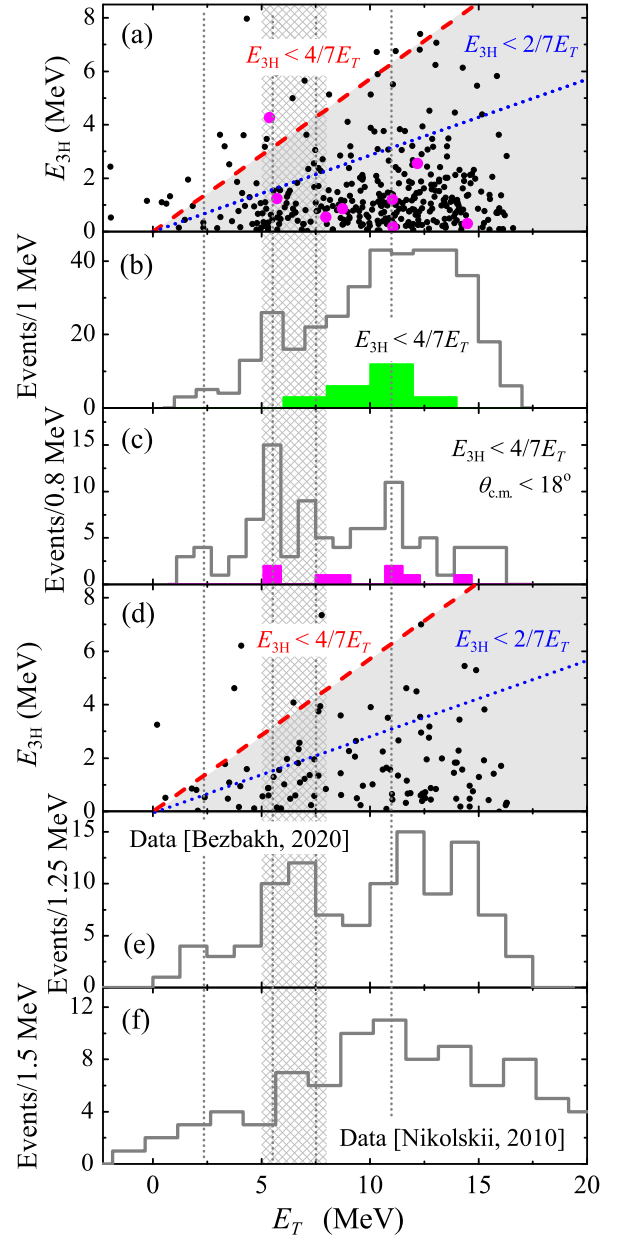 (a)
E3H < 4/7ET
E3H < 2/7ET
E3H (MeV)
8
6
4
2
0
(b)
E3H < 4/7ET
Events/1 MeV
40
20
0
(c)
E3H < 4/7ET
θc.m. < 18°
Events/0.8 MeV
15
10
5
0
(d)
E3H < 4/7ET
E3H < 2/7ET
E3H (MeV)
8
6
4
2
0
Data [Bezbakh, 2020]
(e)
Events/1.25 MeV
15
10
5
0
(f)
Data [Nikolskii, 2010]
Events/1.5 MeV
12
8
4
0
0 5 10 15 20
ET (MeV)